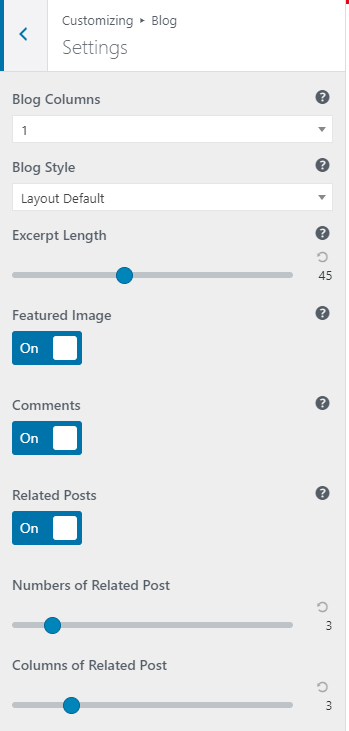 Customizing ▸ Blog
Settings
Blog Columns
1
Blog Style
Layout Default
Excerpt Length
45
Featured Image
On
Comments
On
Related Posts
On
Numbers of Related Post
3
Columns of Related Post
3